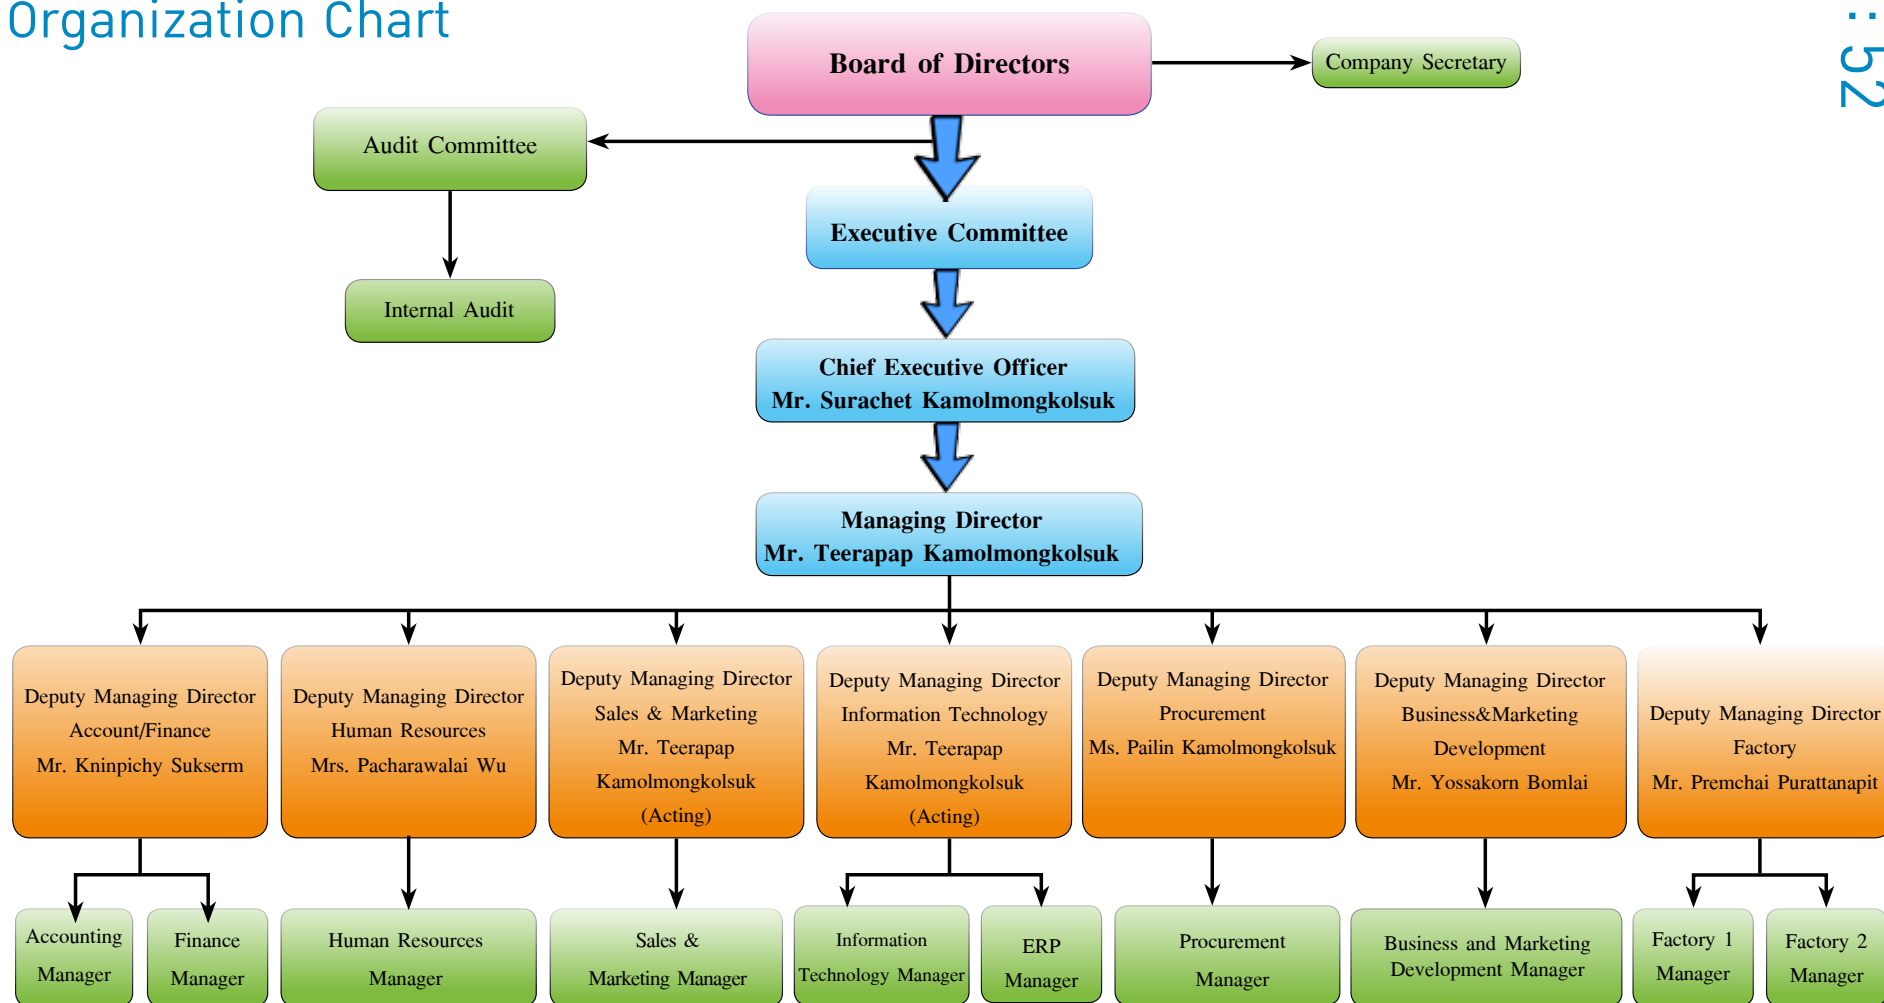 Organization Chart
: 52
Board of Directors
Company Secretary
Audit Committee
Executive Committee
Internal Audit
Chief Executive Officer
Mr. Surachet Kamolmongkolsuk
Managing Director
Mr. Teerapap Kamolmongkolsuk
Deputy Managing Director
Account/Finance
Mr. Kninpichy Sukserm
Deputy Managing Director
Human Resources
Mrs. Pacharawalai Wu
Deputy Managing Director
Sales & Marketing
Mr. Teerapap
Kamolmongkolsuk
(Acting)
Deputy Managing Director
Information Technology
Mr. Teerapap
Kamolmongkolsuk
(Acting)
Deputy Managing Director
Procurement
Ms. Pailin Kamolmongkolsuk
Deputy Managing Director
Business&Marketing
Development
Mr. Yossakorn Bomlai
Deputy Managing Director
Factory
Mr. Premchai Purattanapit
Accounting
Manager
Finance
Manager
Human Resources
Manager
Sales &
Marketing Manager
Information
Technology Manager
ERP
Manager
Procurement
Manager
Business and Marketing
Development Manager
Factory 1
Manager
Factory 2
Manager